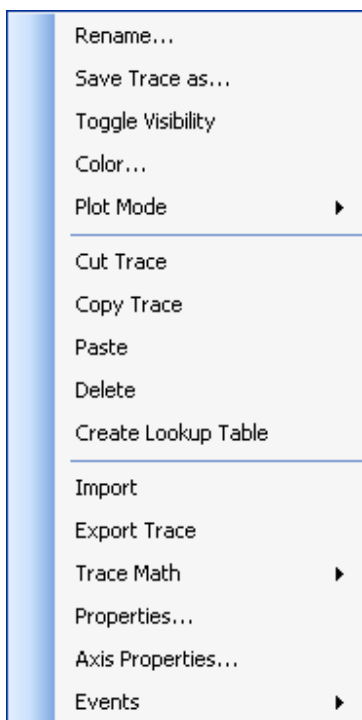 Rename...
Save Trace as...
Toggle Visibility
Color...
Plot Mode
Cut Trace
Copy Trace
Paste
Delete
Create Lookup Table
Import
Export Trace
Trace Math
Properties...
Axis Properties...
Events